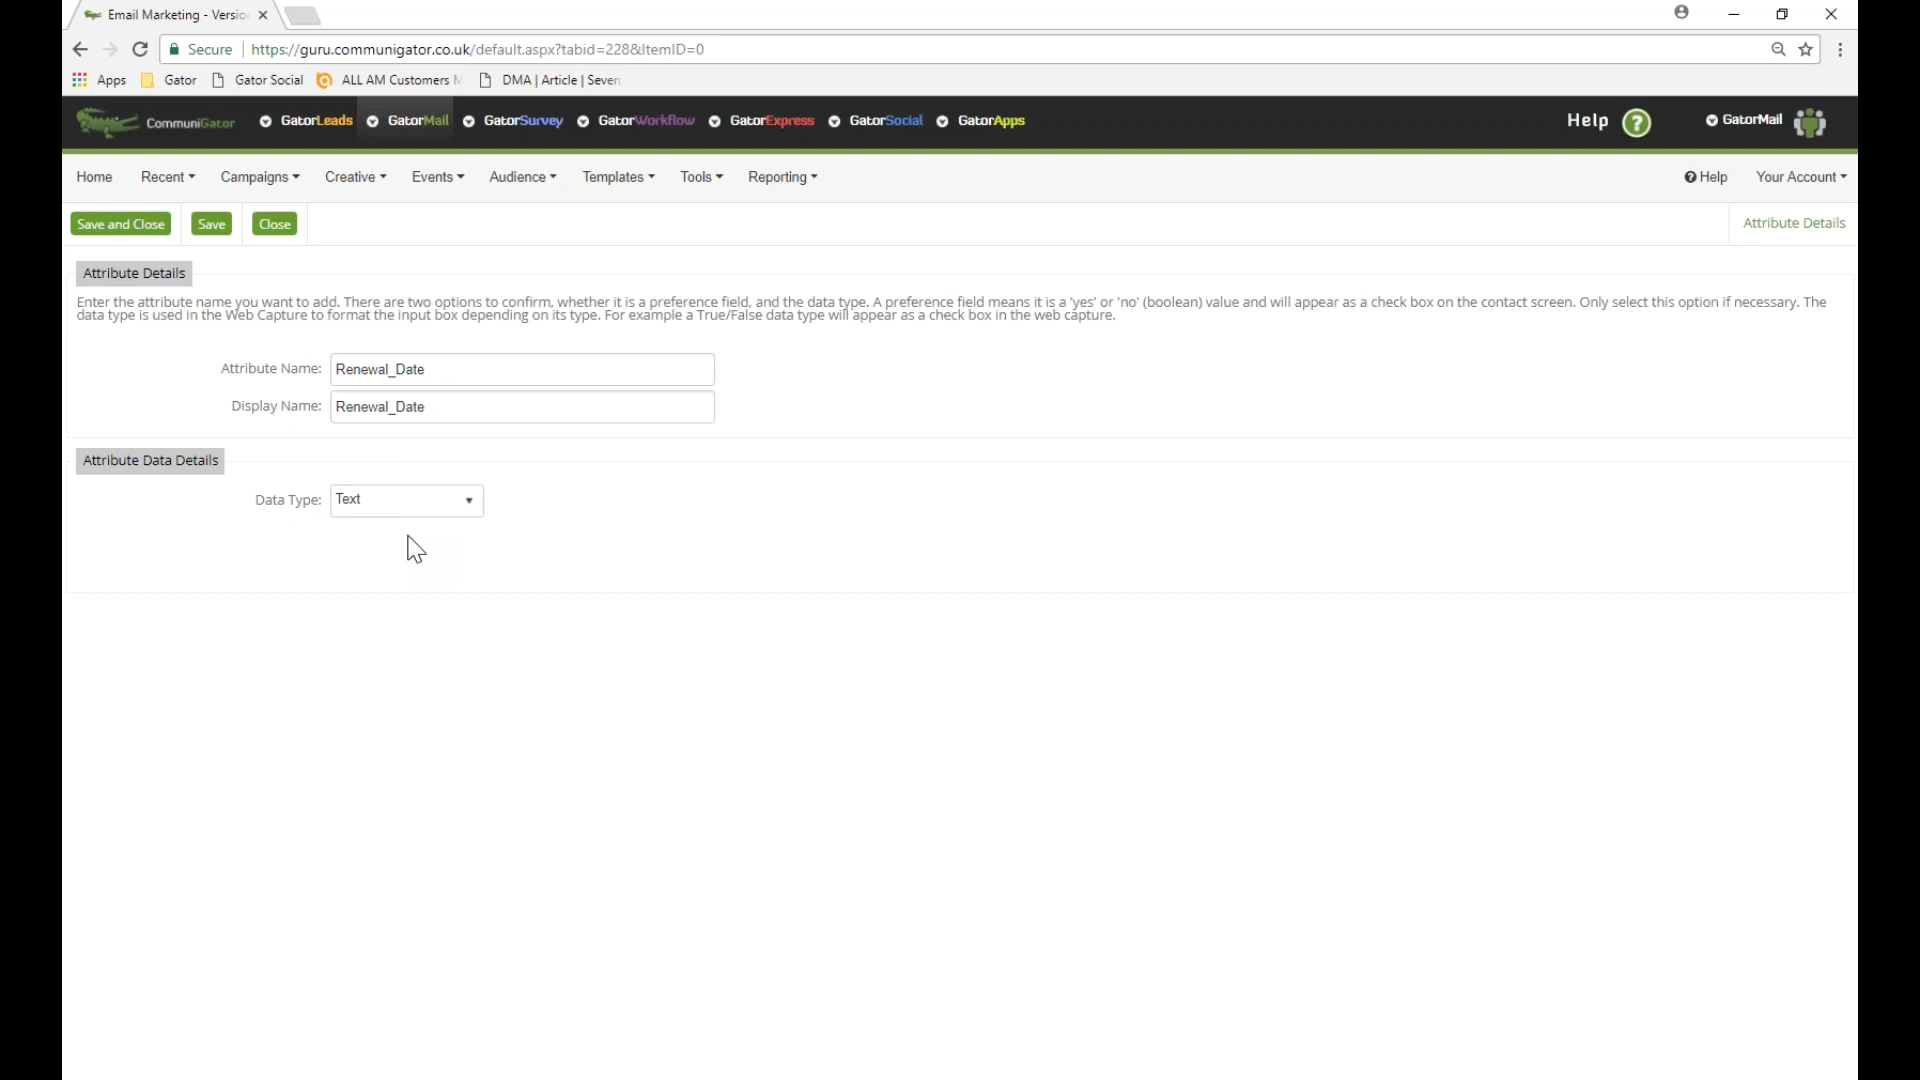 Email Marketing - Versio
Secure https://guru.communigator.co.uk/default.aspx?tabid=228&ItemID=0
Apps Gator Gator Social ALL AM Customers DMA | Article | Seven
CommuniGator GatorLeads GatorMail GatorSurvey GatorWorkflow GatorExpress GatorSocial GatorApps Help ? GatorMail
Home Recent Campaigns Creative Events Audience Templates Tools Reporting Help Your Account
Save and Close Save Close Attribute Details
Attribute Details
Enter the attribute name you want to add. There are two options to confirm, whether it is a preference field, and the data type. A preference field means it is a 'yes' or 'no' (boolean) value and will appear as a check box on the contact screen. Only select this option if necessary. The
data type is used in the Web Capture to format the input box depending on its type. For example a True/False data type will appear as a check box in the web capture.
Attribute Name: Renewal_Date
Display Name: Renewal_Date
Attribute Data Details
Data Type: Text